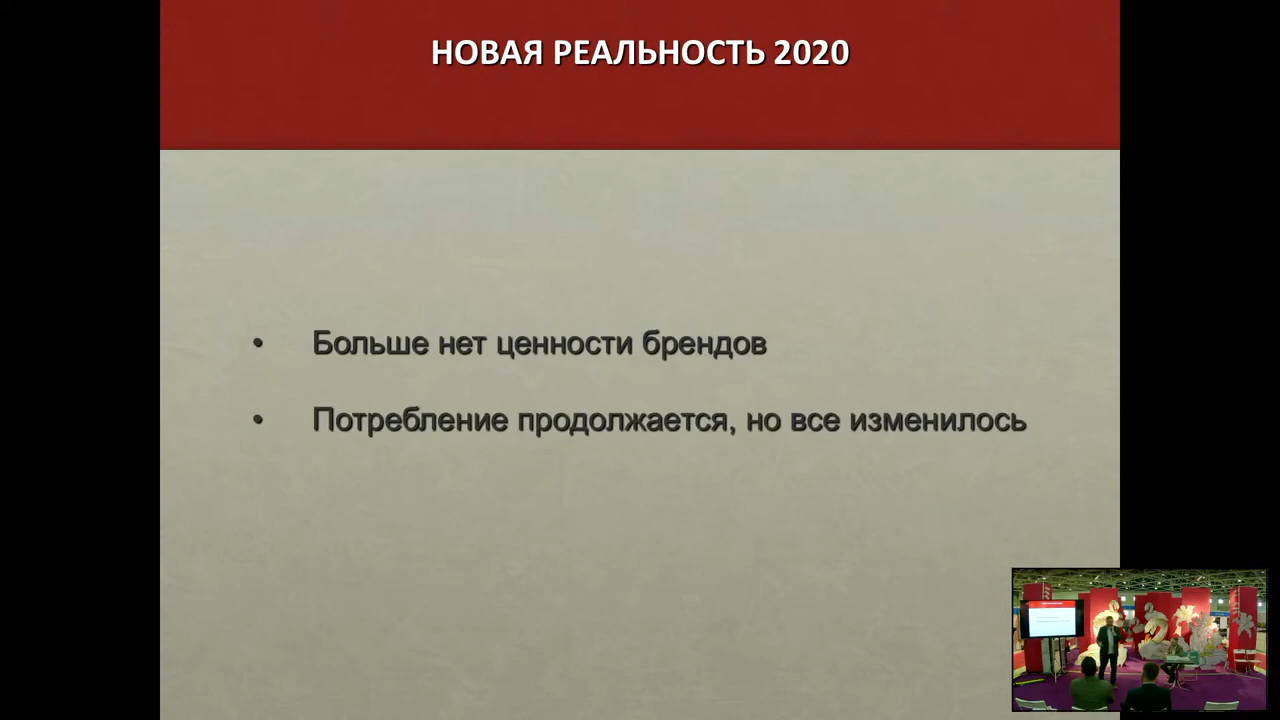 НОВАЯ РЕАЛЬНОСТЬ 2020
• Больше нет ценности брендов
• Потребление продолжается, но все изменилось